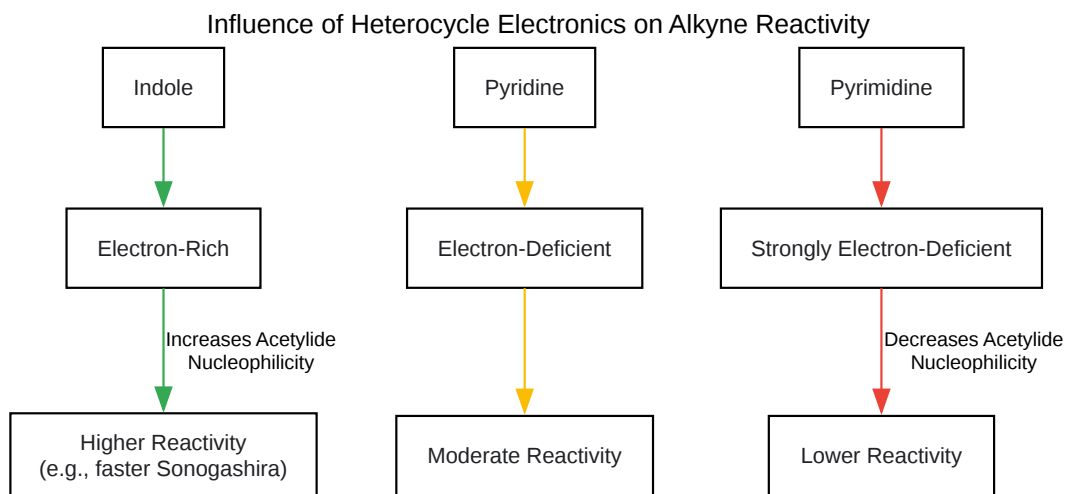 Influence of Heterocycle Electronics on Alkyne Reactivity
Indole
Pyridine
Pyrimidine
Electron-Rich
Electron-Deficient
Strongly Electron-Deficient
Increases Acetylide
Nucleophilicity
Decreases Acetylide
Nucleophilicity
Higher Reactivity
(e.g., faster Sonogashira)
Moderate Reactivity
Lower Reactivity